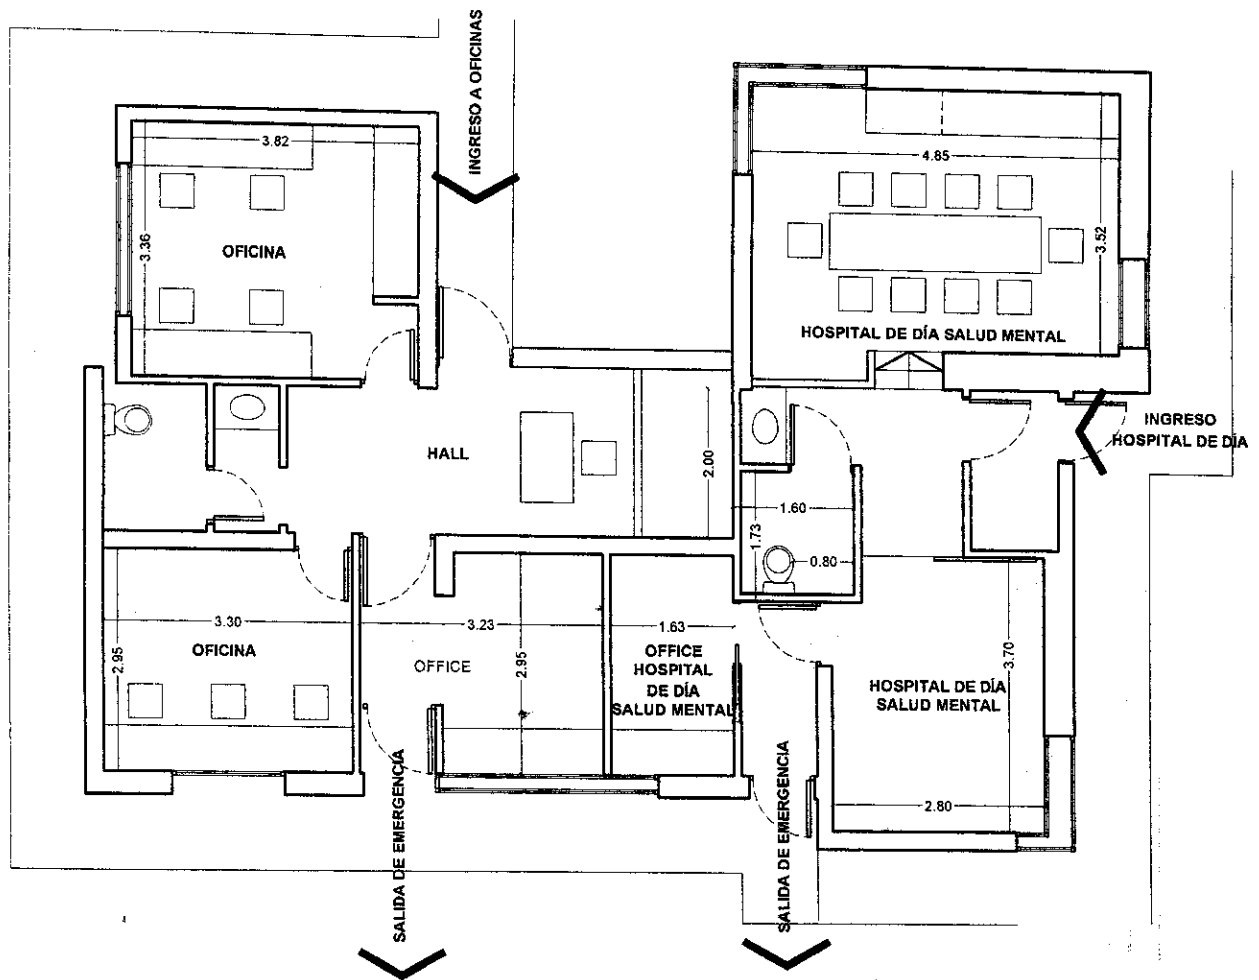 INGRESO A OFICINAS
3.82
3.36
OFICINA
4.85
3.52
HOSPITAL DE DÍA SALUD MENTAL
INGRESO
HOSPITAL DE DÍA
HALL
2.00
1.60
1.73
0.80
3.30
2.95
OFICINA
3.23
2.95
OFFICE
1.63
OFFICE
HOSPITAL
DE DÍA
SALUD MENTAL
3.70
HOSPITAL DE DÍA
SALUD MENTAL
2.80
SALIDA DE EMERGENCIA
SALIDA DE EMERGENCIA